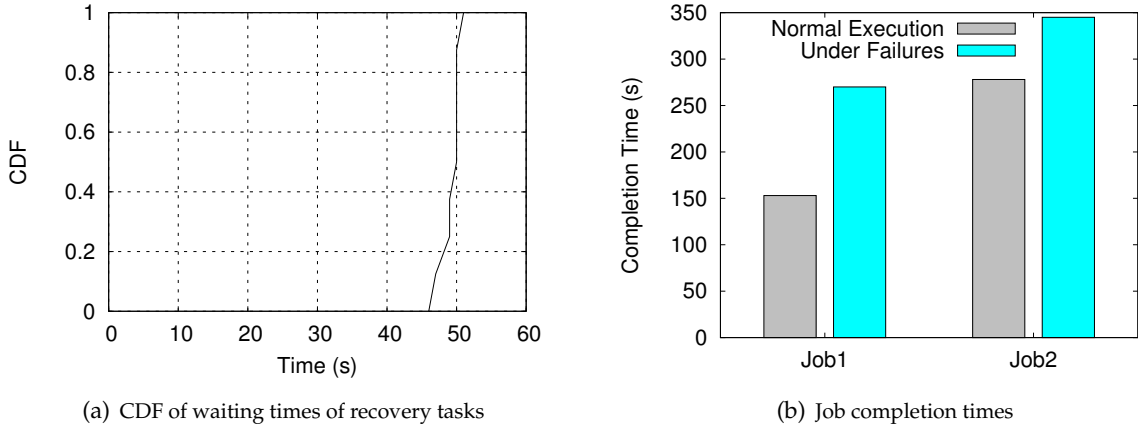 1
0.8
0.6
0.4
0.2
0
CDF
0 10 20 30 40 50 60
Time (s)
(a) CDF of waiting times of recovery tasks
350
300
250
200
150
100
50
0
Completion Time (s)
Normal Execution
Under Failures
Job1 Job2
(b) Job completion times